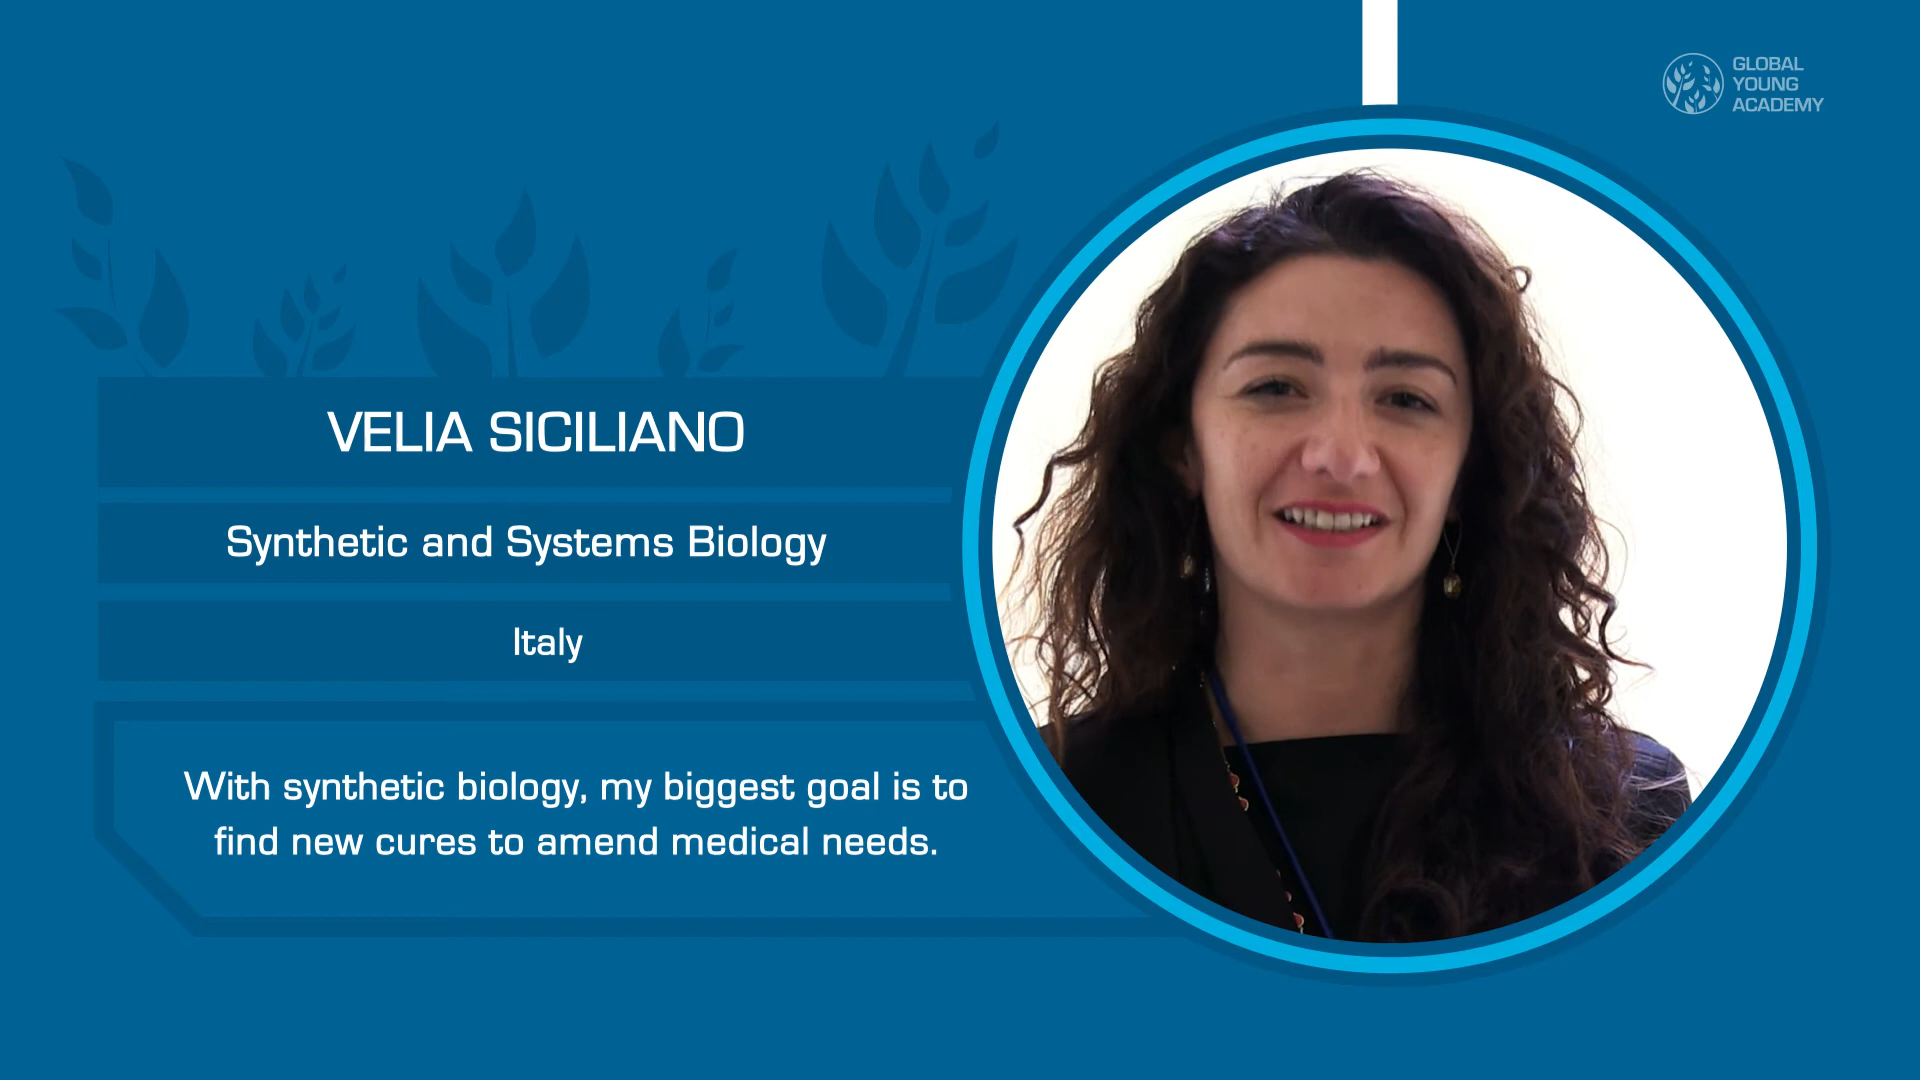 GLOBAL
YOUNG
ACADEMY
VELIA SICILIANO
Synthetic and Systems Biology
Italy
With synthetic biology, my biggest goal is to
find new cures to amend medical needs.